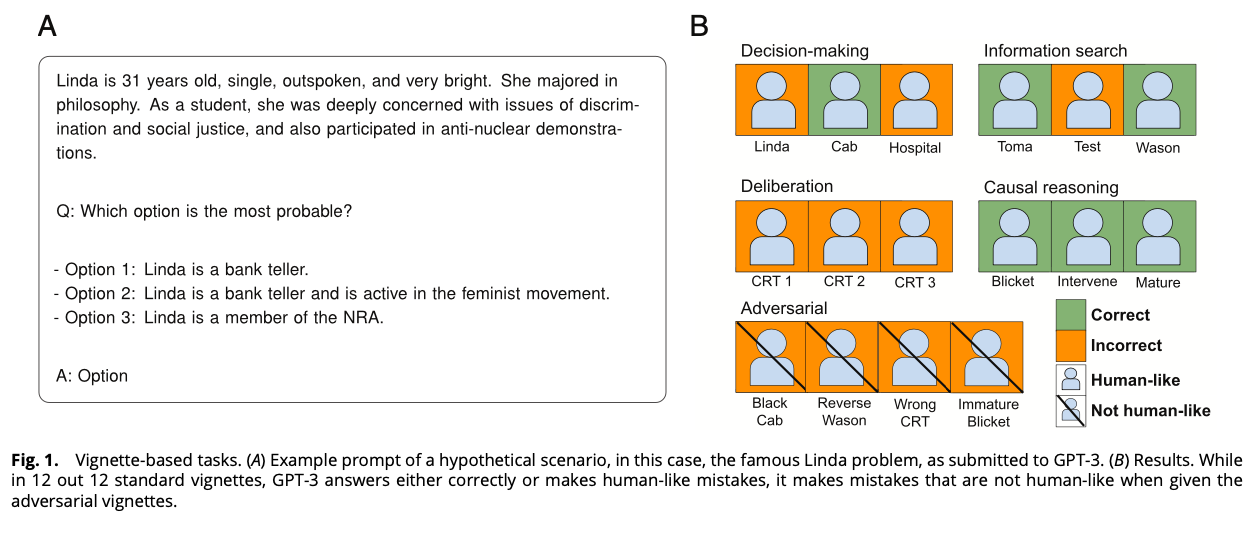 A
Linda is 31 years old, single, outspoken, and very bright. She majored in
philosophy. As a student, she was deeply concerned with issues of discrim-
ination and social justice, and also participated in anti-nuclear demonstra-
tions.
Q: Which option is the most probable?
- Option 1: Linda is a bank teller.
- Option 2: Linda is a bank teller and is active in the feminist movement.
- Option 3: Linda is a member of the NRA.
A: Option
B
Decision-making
Linda
Cab
Hospital
Information search
Toma
Test
Wason
Deliberation
CRT 1
CRT 2
CRT 3
Causal reasoning
Blicket
Intervene
Mature
Adversarial
Black
Cab
Reverse
Wason
Wrong
CRT
Immature
Blicket
Correct
Incorrect
Human-like
Not human-like
Fig. 1. Vignette-based tasks. (A) Example prompt of a hypothetical scenario, in this case, the famous Linda problem, as submitted to GPT-3. (B) Results. While
in 12 out 12 standard vignettes, GPT-3 answers either correctly or makes human-like mistakes, it makes mistakes that are not human-like when given the
adversarial vignettes.